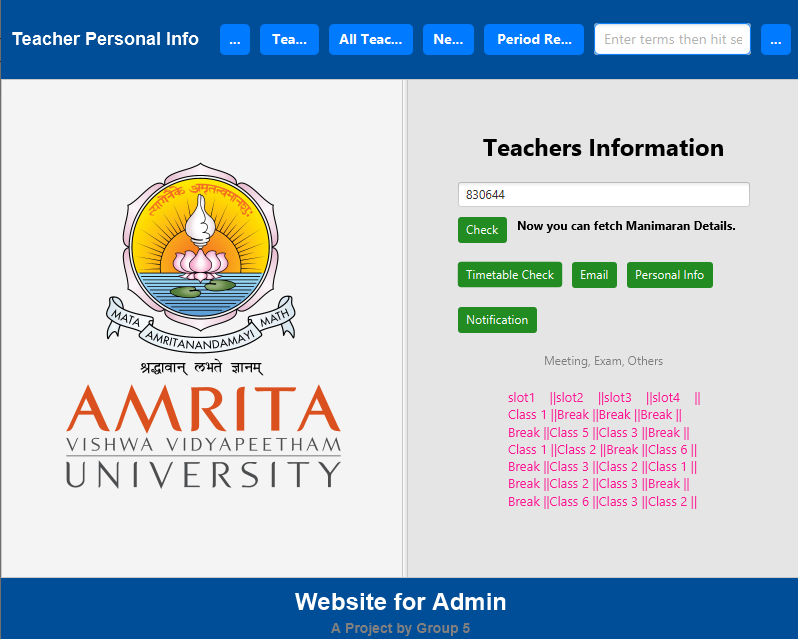 Teacher Personal Info
...
Tea...
All Teac...
Ne...
Period Re...
Enter terms then hit se
...
MATA AMRITANANDAMAYI MATH
श्रद्धावान् लभते ज्ञानम्
AMRITA
VISHWA VIDYAPEETHAM
UNIVERSITY
Teachers Information
830644
Check Now you can fetch Manimaran Details.
Timetable Check Email Personal Info
Notification
Meeting, Exam, Others
slot1 ||slot2 ||slot3 ||slot4 ||
Class 1 ||Break ||Break ||Break ||
Break ||Class 5 ||Class 3 ||Break ||
Class 1 ||Class 2 ||Break ||Class 6 ||
Break ||Class 3 ||Class 2 ||Class 1 ||
Break ||Class 2 ||Class 3 ||Break ||
Break ||Class 6 ||Class 3 ||Class 2 ||
Website for Admin
A Project by Group 5